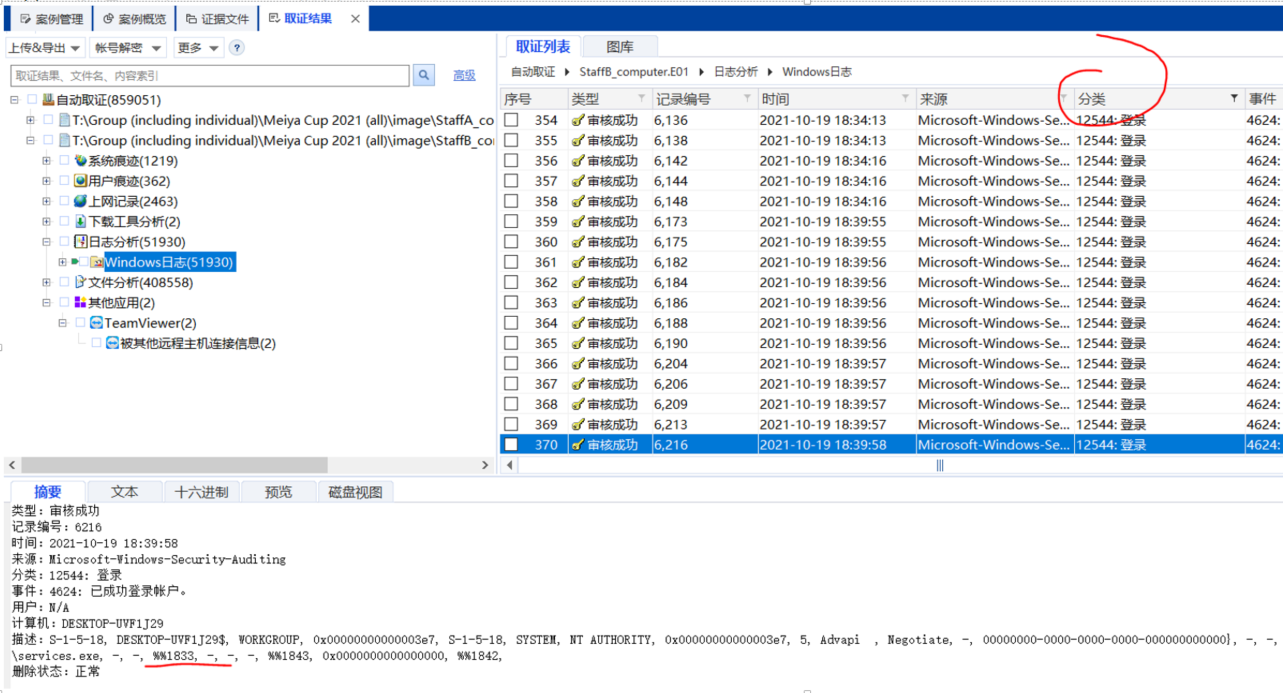 案例管理 案例概览 证据文件 取证结果 ×
上传&导出 帐号解密 更多 ?
取证结果、文件名、内容索引 高级
自动取证(859051)
T:\Group (including individual)\Meiya Cup 2021 (all)\image\StaffA_co
T:\Group (including individual)\Meiya Cup 2021 (all)\image\StaffB_co
系统痕迹(1219)
用户痕迹(362)
上网记录(2463)
下载工具分析(2)
日志分析(51930)
Windows日志(51930)
文件分析(408558)
其他应用(2)
TeamViewer(2)
被其他远程主机连接信息(2)
取证列表 图库
自动取证 StaffB_computer.E01 日志分析 Windows日志
序号 类型 记录编号 时间 来源 分类 事件
354 审核成功 6,136 2021-10-19 18:34:13 Microsoft-Windows-Se... 12544: 登录 4624:
355 审核成功 6,138 2021-10-19 18:34:13 Microsoft-Windows-Se... 12544: 登录 4624:
356 审核成功 6,142 2021-10-19 18:34:16 Microsoft-Windows-Se... 12544: 登录 4624:
357 审核成功 6,144 2021-10-19 18:34:16 Microsoft-Windows-Se... 12544: 登录 4624:
358 审核成功 6,148 2021-10-19 18:34:16 Microsoft-Windows-Se... 12544: 登录 4624:
359 审核成功 6,173 2021-10-19 18:39:55 Microsoft-Windows-Se... 12544: 登录 4624:
360 审核成功 6,175 2021-10-19 18:39:55 Microsoft-Windows-Se... 12544: 登录 4624:
361 审核成功 6,182 2021-10-19 18:39:56 Microsoft-Windows-Se... 12544: 登录 4624:
362 审核成功 6,184 2021-10-19 18:39:56 Microsoft-Windows-Se... 12544: 登录 4624:
363 审核成功 6,186 2021-10-19 18:39:56 Microsoft-Windows-Se... 12544: 登录 4624:
364 审核成功 6,188 2021-10-19 18:39:56 Microsoft-Windows-Se... 12544: 登录 4624:
365 审核成功 6,190 2021-10-19 18:39:56 Microsoft-Windows-Se... 12544: 登录 4624:
366 审核成功 6,204 2021-10-19 18:39:57 Microsoft-Windows-Se... 12544: 登录 4624:
367 审核成功 6,206 2021-10-19 18:39:57 Microsoft-Windows-Se... 12544: 登录 4624:
368 审核成功 6,209 2021-10-19 18:39:57 Microsoft-Windows-Se... 12544: 登录 4624:
369 审核成功 6,213 2021-10-19 18:39:57 Microsoft-Windows-Se... 12544: 登录 4624:
370 审核成功 6,216 2021-10-19 18:39:58 Microsoft-Windows-Se... 12544: 登录 4624:
摘要 文本 十六进制 预览 磁盘视图
类型: 审核成功
记录编号: 6216
时间: 2021-10-19 18:39:58
来源: Microsoft-Windows-Security-Auditing
分类: 12544: 登录
事件: 4624: 已成功登录帐户。
用户: N/A
计算机: DESKTOP-UVF1J29
描述: S-1-5-18, DESKTOP-UVF1J29$, WORKGROUP, 0x00000000000003e7, S-1-5-18, SYSTEM, NT AUTHORITY, 0x00000000000003e7, 5, Advapi , Negotiate, -, 00000000-0000-0000-0000-000000000000}, -, -,
\services.exe, -, -, %%1833, -, -, -, %%1843, 0x0000000000000000, %%1842,
删除状态: 正常